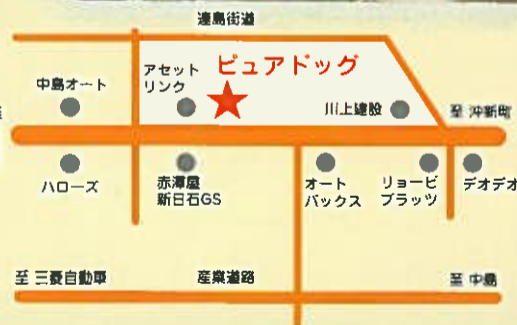 連島街道
中島オート
アセット
リンク
ピュアドッグ
川上建設
至 沖新町
ハローズ
赤澤屋
新日石GS
オート
バックス
リョービ
プラッツ
デオデオ
至 三菱自動車
産業道路
至 中島